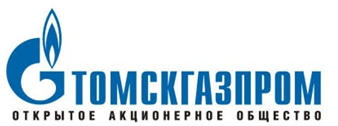 ТОМСКГАЗПРОМ
ОТКРЫТОЕ АКЦИОНЕРНОЕ ОБЩЕСТВО